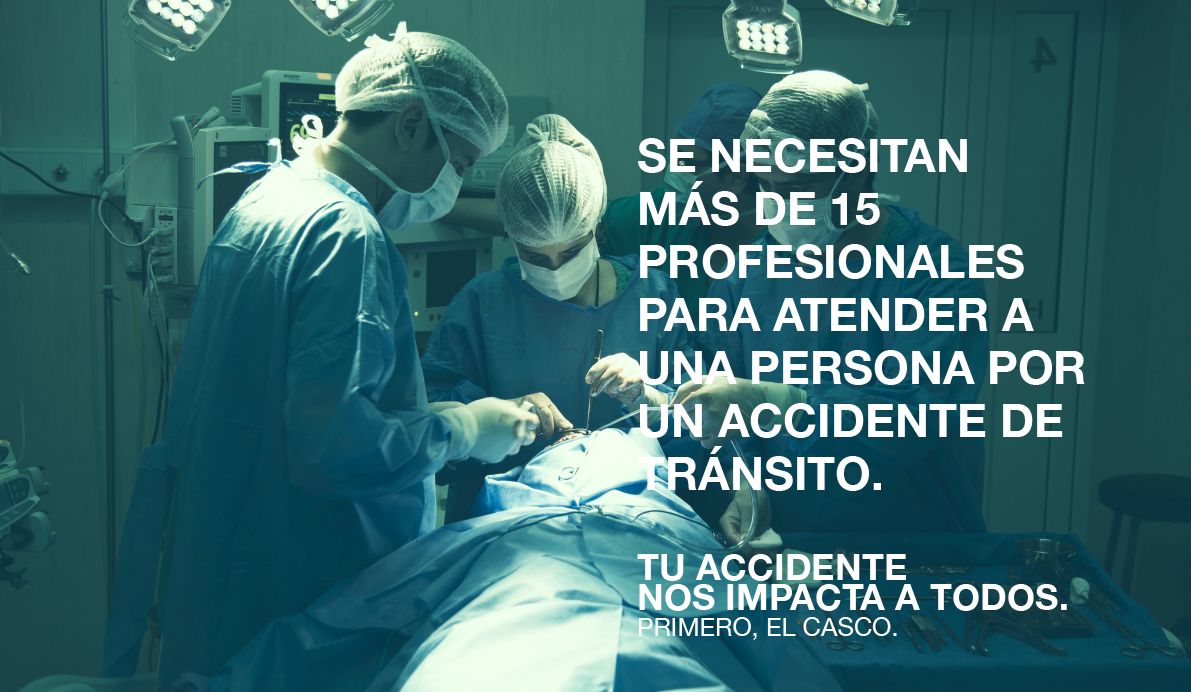 SE NECESITAN
MÁS DE 15
PROFESIONALES
PARA ATENDER A
UNA PERSONA POR
UN ACCIDENTE DE
TRÁNSITO.
TU ACCIDENTE
NOS IMPACTA A TODOS.
PRIMERO, EL CASCO.